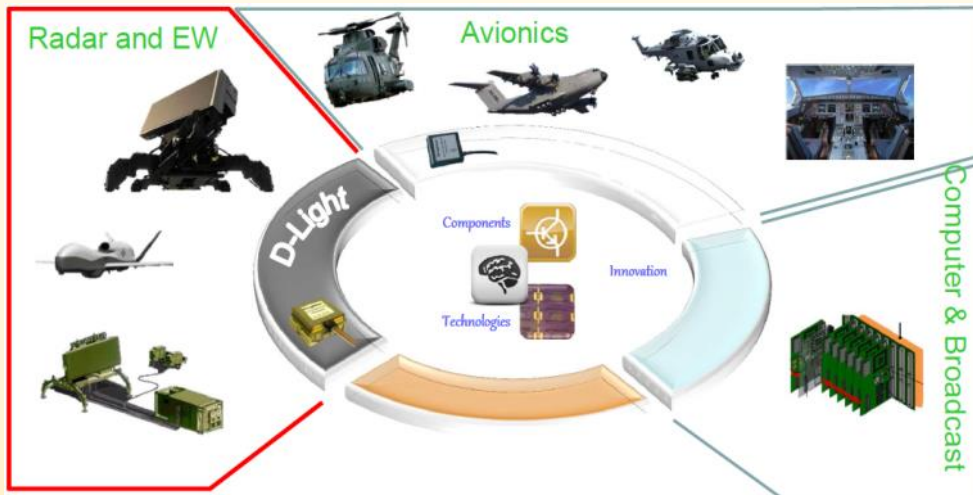 Radar and EW
Avionics
D-Light
Components
Innovation
Technologies
Computer & Broadcast